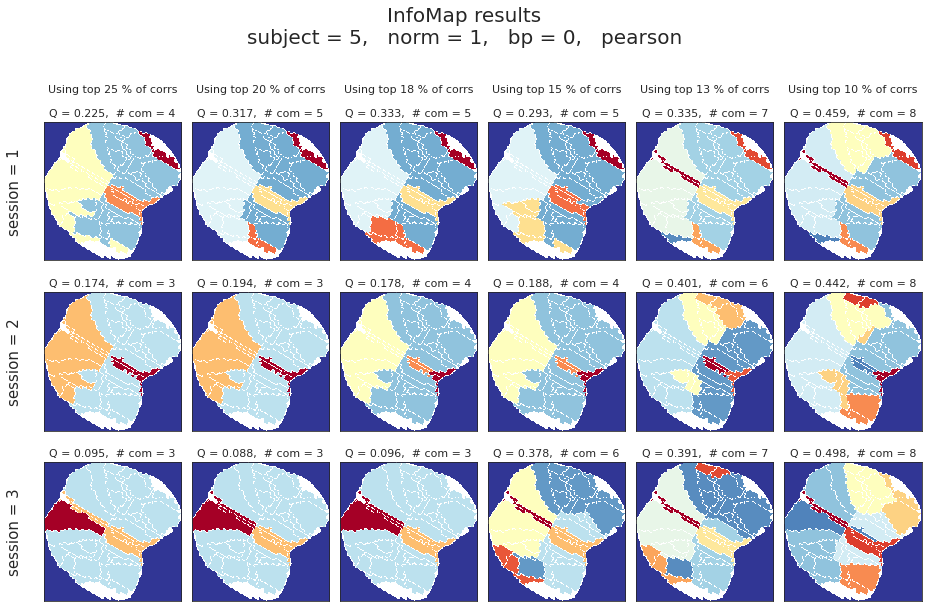 InfoMap results
subject = 5,   norm = 1,   bp = 0,   pearson
Using top 25 % of corrs
Using top 20 % of corrs
Using top 18 % of corrs
Using top 15 % of corrs
Using top 13 % of corrs
Using top 10 % of corrs
session = 1
Q = 0.225,  # com = 4
Q = 0.317,  # com = 5
Q = 0.333,  # com = 5
Q = 0.293,  # com = 5
Q = 0.335,  # com = 7
Q = 0.459,  # com = 8
session = 2
Q = 0.174,  # com = 3
Q = 0.194,  # com = 3
Q = 0.178,  # com = 4
Q = 0.188,  # com = 4
Q = 0.401,  # com = 6
Q = 0.442,  # com = 8
session = 3
Q = 0.095,  # com = 3
Q = 0.088,  # com = 3
Q = 0.096,  # com = 3
Q = 0.378,  # com = 6
Q = 0.391,  # com = 7
Q = 0.498,  # com = 8